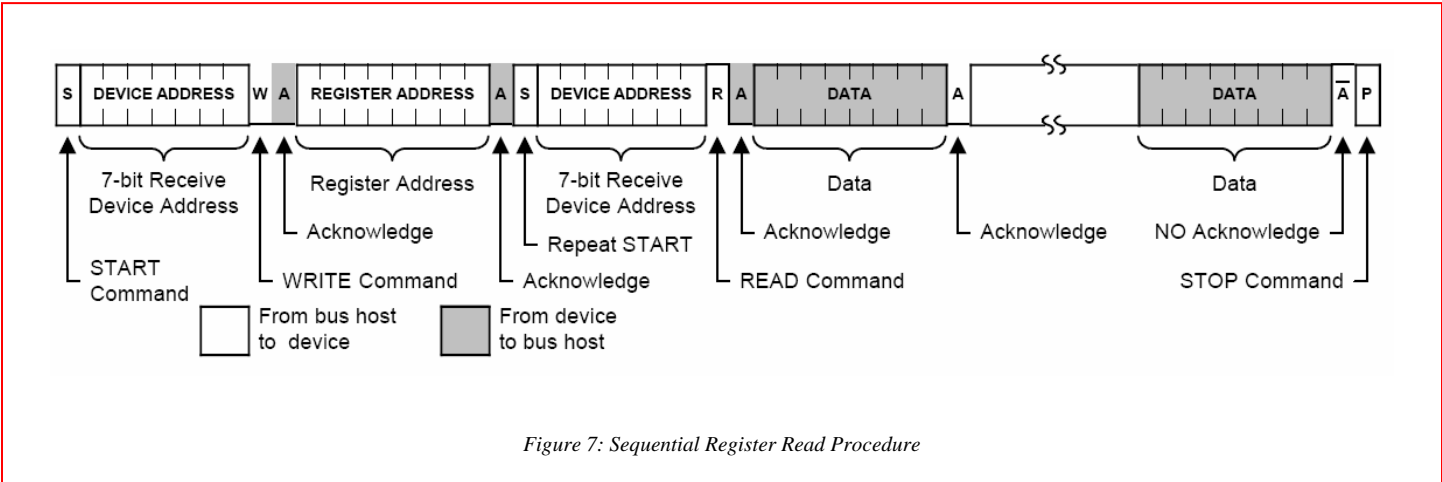 S DEVICE ADDRESS W A REGISTER ADDRESS A S DEVICE ADDRESS R A DATA A DATA A̅ P
7-bit Receive
Device Address
Register Address
7-bit Receive
Device Address
Data
Data
Acknowledge
Repeat START
Acknowledge
Acknowledge
NO Acknowledge
START
Command
WRITE Command
Acknowledge
READ Command
STOP Command
From bus host
to device
From device
to bus host
Figure 7: Sequential Register Read Procedure